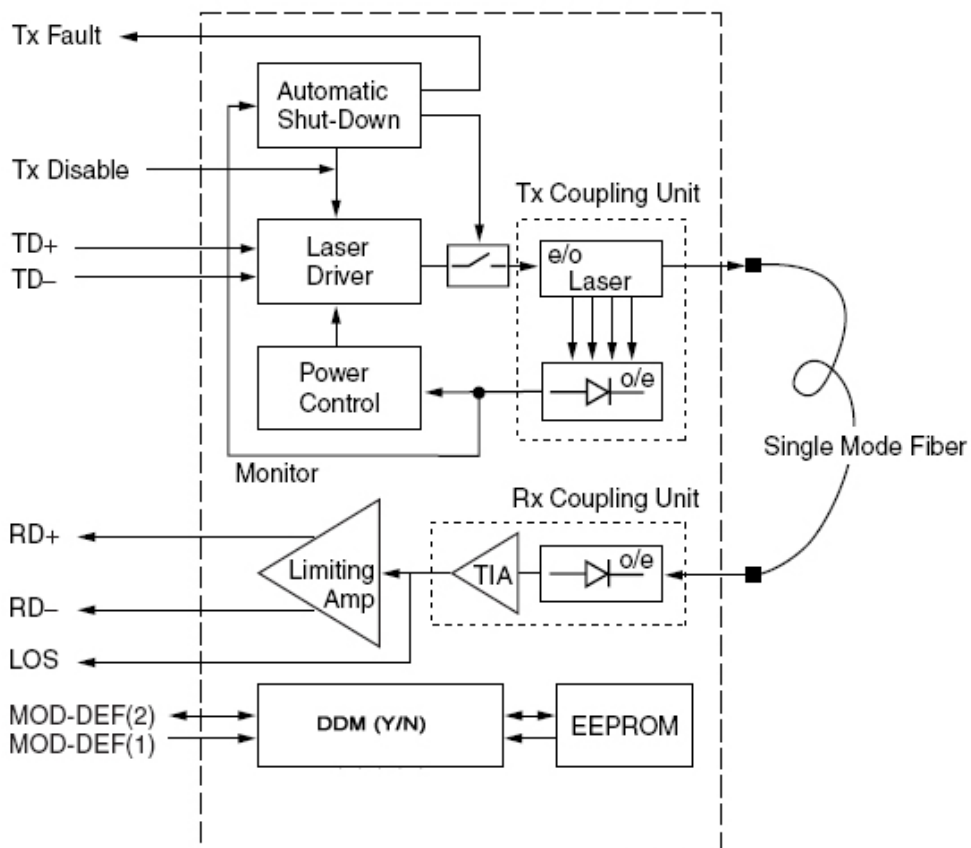 Tx Fault
Automatic
Shut-Down
Tx Disable
Tx Coupling Unit
TD+
TD–
Laser
Driver
e/o
Laser
Power
Control
o/e
Single Mode Fiber
Monitor
Rx Coupling Unit
RD+
RD–
Limiting
Amp
TIA
o/e
LOS
MOD-DEF(2)
MOD-DEF(1)
DDM (Y/N)
EEPROM